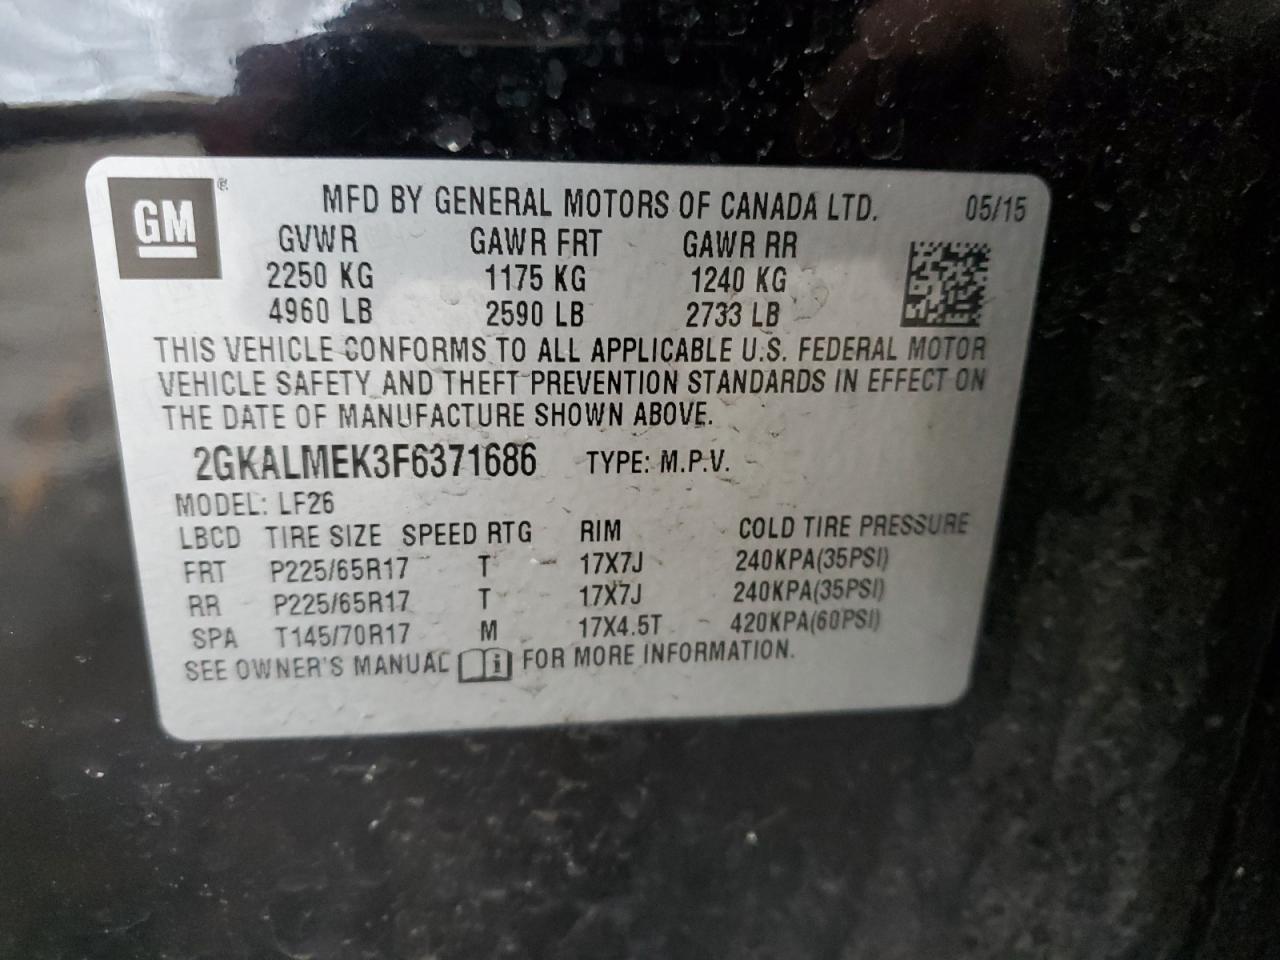 GM® MFD BY GENERAL MOTORS OF CANADA LTD. 05/15
GVWR GAWR FRT GAWR RR
2250 KG 1175 KG 1240 KG
4960 LB 2590 LB 2733 LB
THIS VEHICLE CONFORMS TO ALL APPLICABLE U.S. FEDERAL MOTOR
VEHICLE SAFETY AND THEFT PREVENTION STANDARDS IN EFFECT ON
THE DATE OF MANUFACTURE SHOWN ABOVE.
2GKALMEK3F6371686 TYPE: M.P.V.
MODEL: LF26
LBCD TIRE SIZE SPEED RTG RIM COLD TIRE PRESSURE
FRT P225/65R17 T 17X7J 240KPA(35PSI)
RR P225/65R17 T 17X7J 240KPA(35PSI)
SPA T145/70R17 M 17X4.5T 420KPA(60PSI)
SEE OWNER'S MANUAL i FOR MORE INFORMATION.